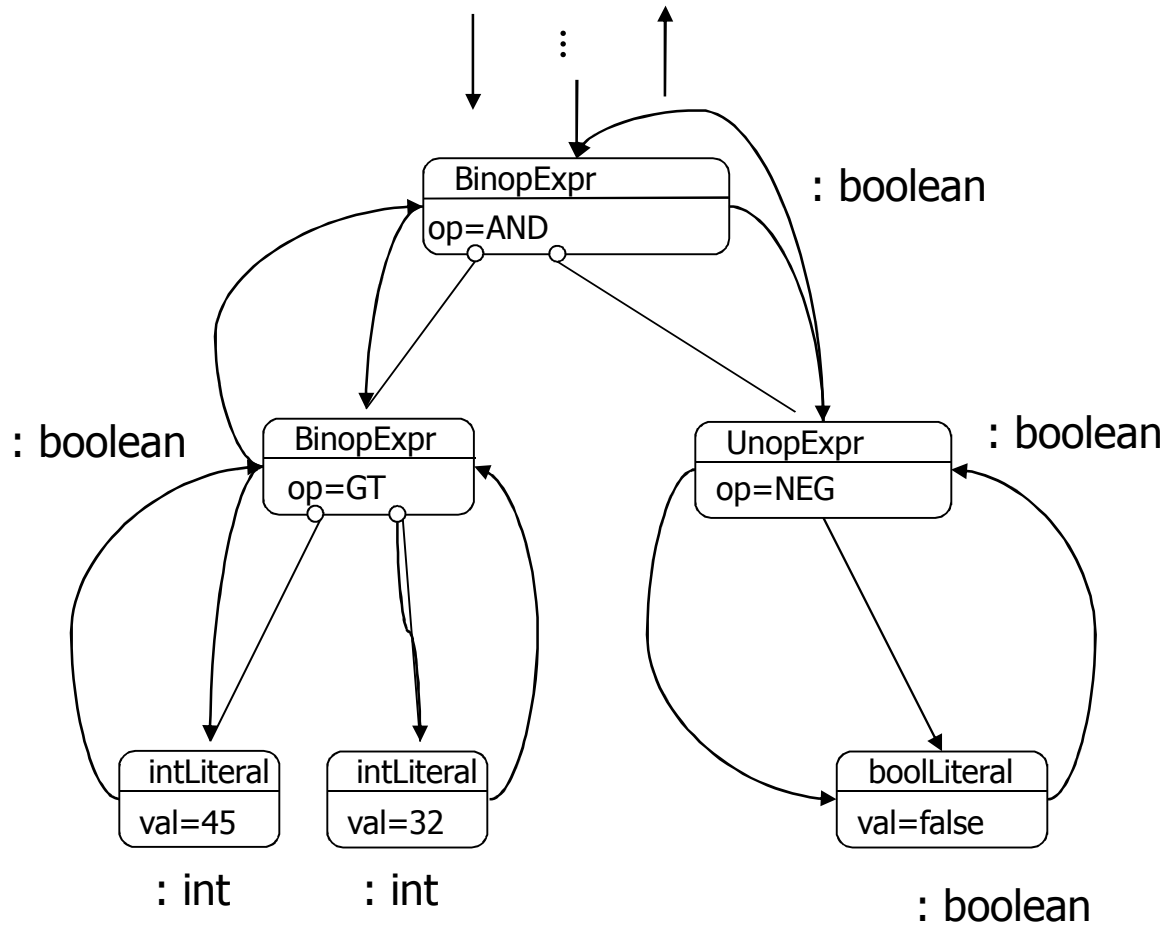 ...
BinopExpr
: boolean
op=AND
: boolean
BinopExpr
op=GT
UnopExpr
: boolean
op=NEG
intLiteral
val=45
intLiteral
val=32
boolLiteral
val=false
: int
: int
: boolean